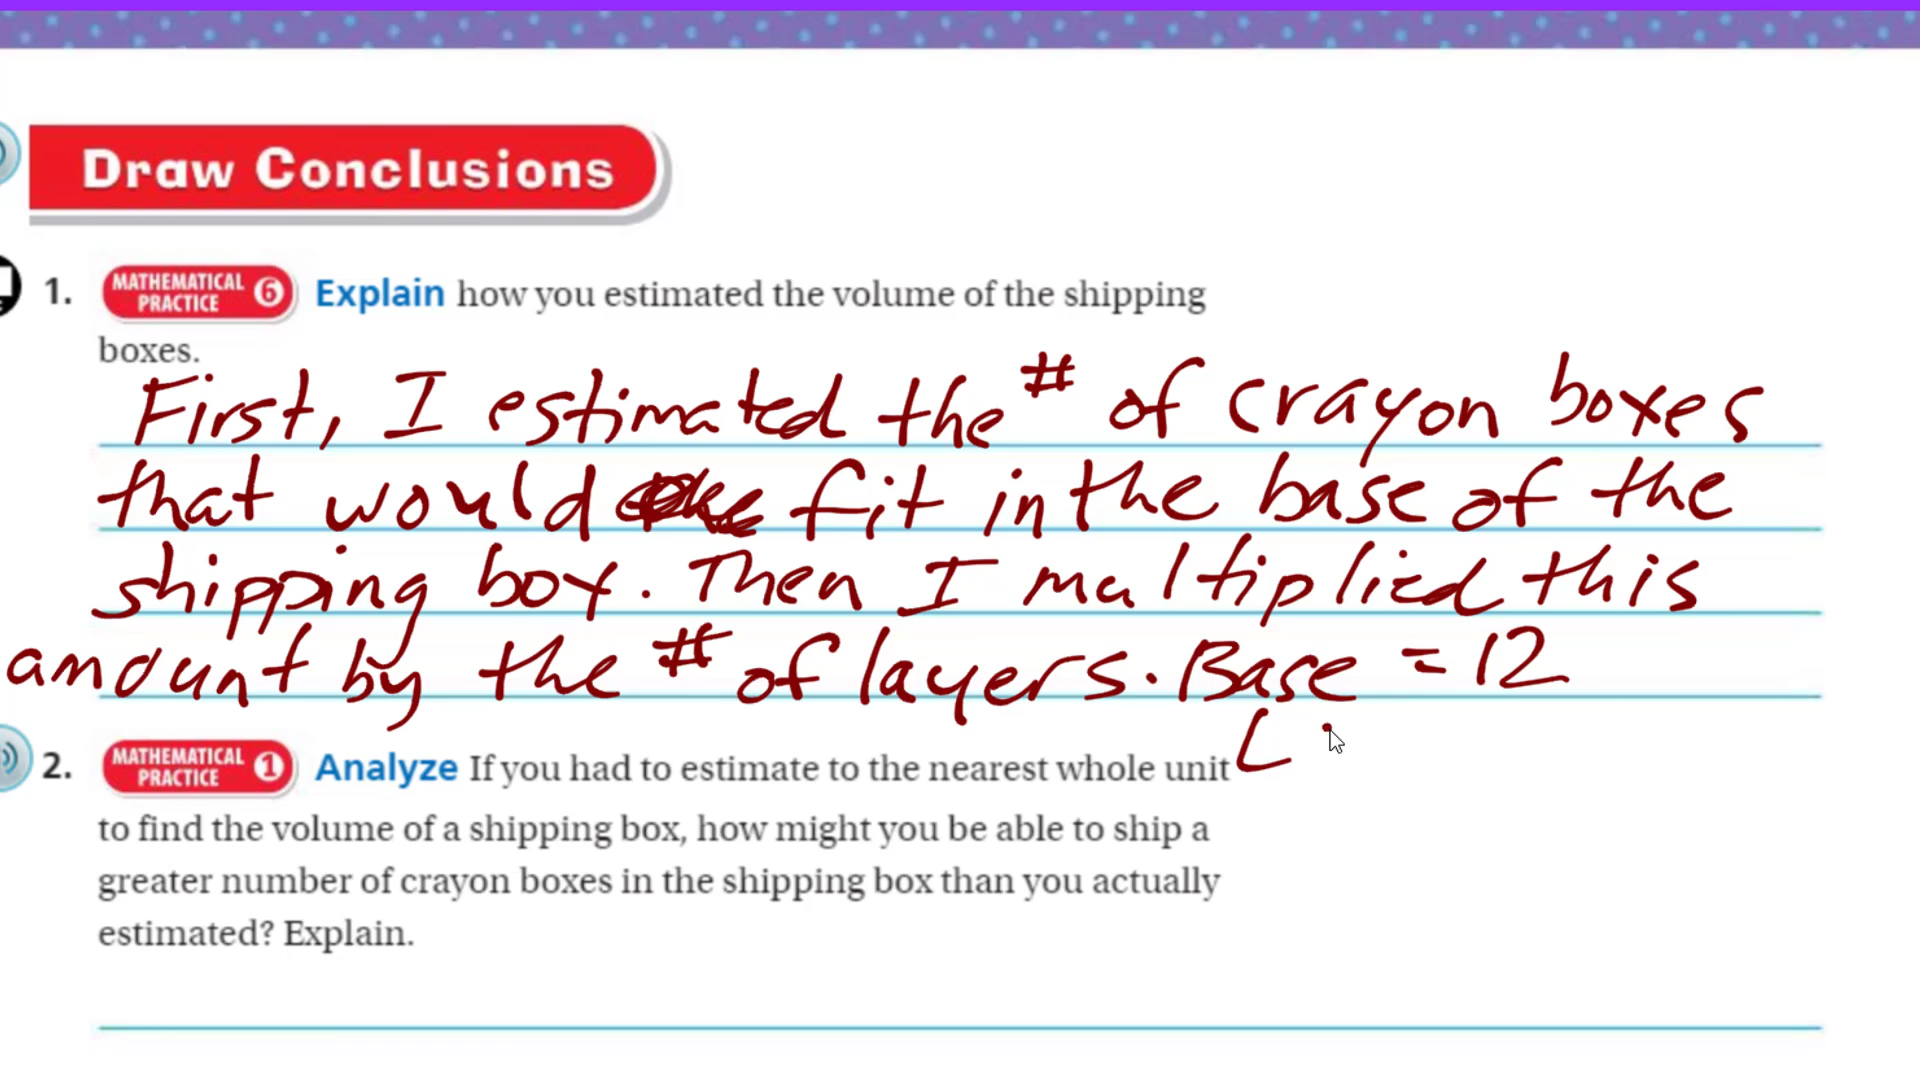 Draw Conclusions
1. MATHEMATICAL PRACTICE 6 Explain how you estimated the volume of the shipping
boxes.
First, I estimated the # of crayon boxes
that would fit in the base of the
shipping box. Then I multiplied this
amount by the # of layers. Base = 12
L
2. MATHEMATICAL PRACTICE 1 Analyze If you had to estimate to the nearest whole unit
to find the volume of a shipping box, how might you be able to ship a
greater number of crayon boxes in the shipping box than you actually
estimated? Explain.